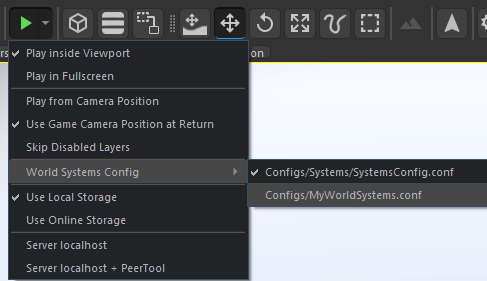 ers
on
Play inside Viewport
Play in Fullscreen
Play from Camera Position
Use Game Camera Position at Return
Skip Disabled Layers
World Systems Config
Configs/Systems/SystemsConfig.conf
Configs/MyWorldSystems.conf
Use Local Storage
Use Online Storage
Server localhost
Server localhost + PeerTool